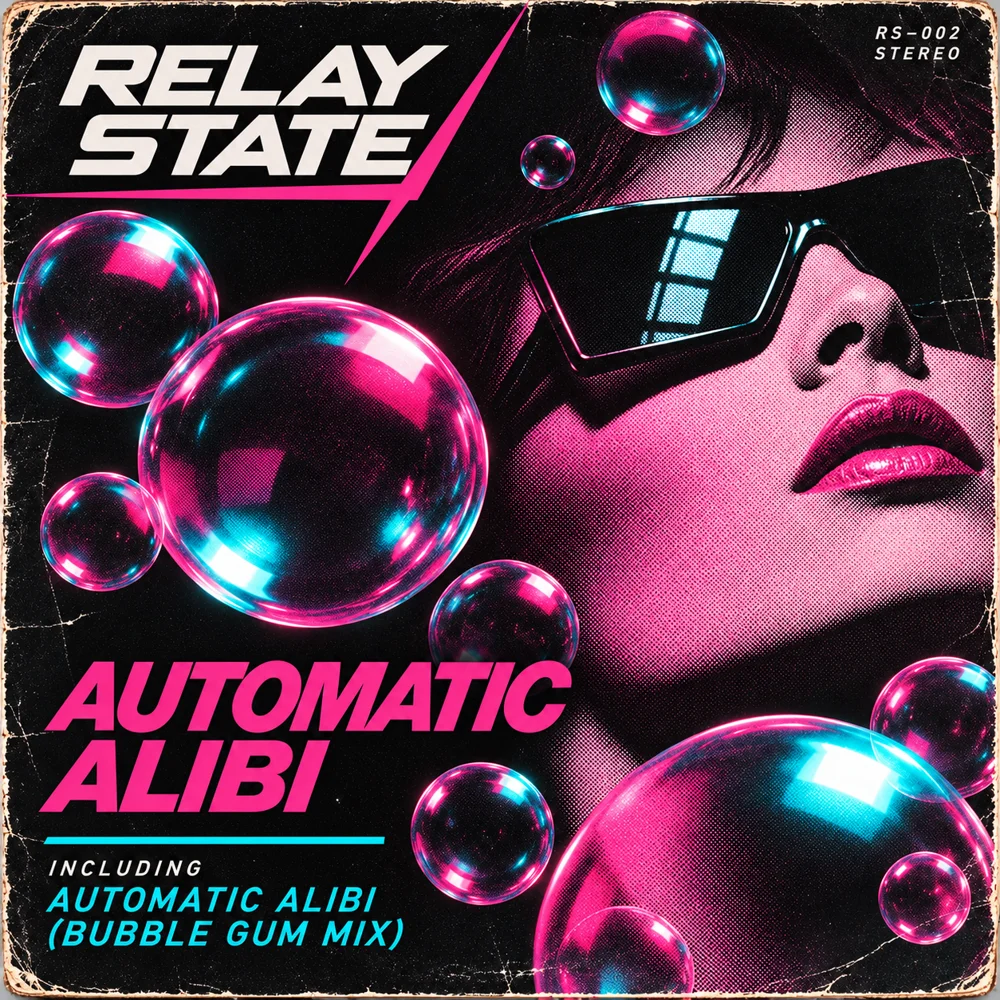 RELAY
STATE
RS-002
STEREO
AUTOMATIC
ALIBI
INCLUDING
AUTOMATIC ALIBI
(BUBBLE GUM MIX)